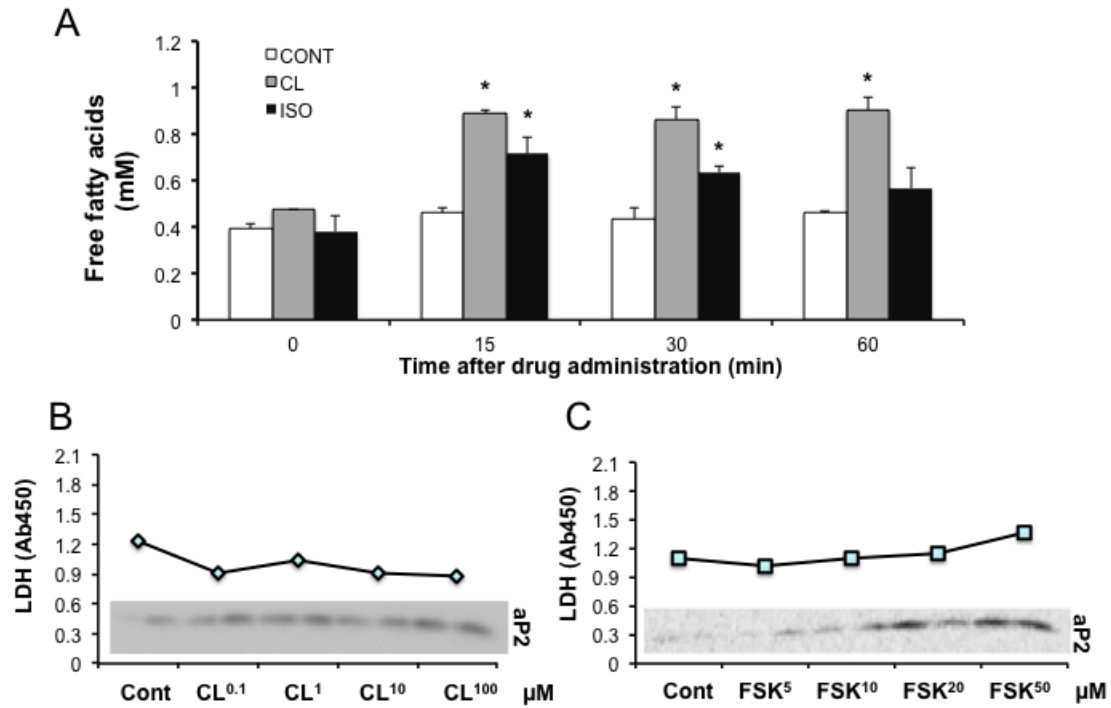 A
1.2
1
0.8
0.6
0.4
0.2
0
Free fatty acids
(mM)
CONT
CL
ISO
* * * * *
0 15 30 60
Time after drug administration (min)
B
2.1
1.8
1.5
1.2
0.9
0.6
0.3
0
LDH (Ab450)
aP2
Cont CL⁰·¹ CL¹ CL¹⁰ CL¹⁰⁰ µM
C
2.1
1.8
1.5
1.2
0.9
0.6
0.3
0
LDH (Ab450)
aP2
Cont FSK⁵ FSK¹⁰ FSK²⁰ FSK⁵⁰ µM